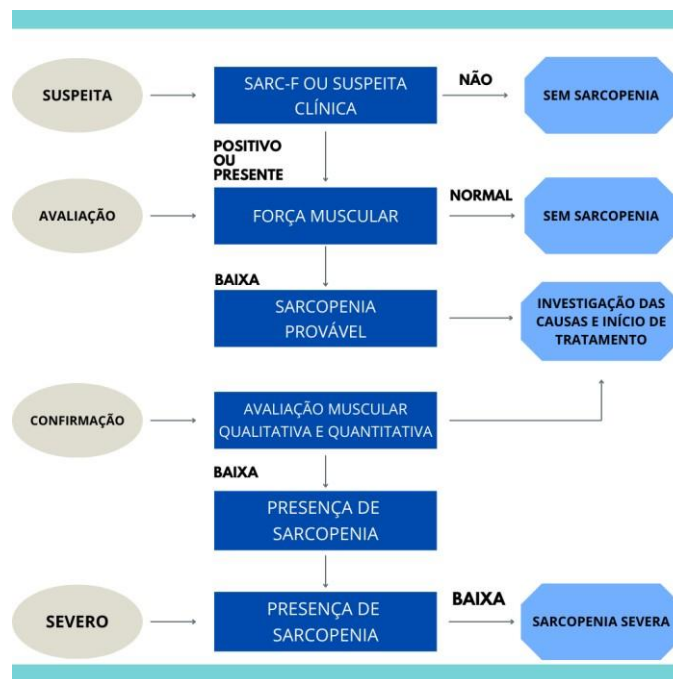 SUSPEITA
SARC-F OU SUSPEITA
CLÍNICA
NÃO
SEM SARCOPENIA
POSITIVO
OU
PRESENTE
AVALIAÇÃO
FORÇA MUSCULAR
NORMAL
SEM SARCOPENIA
BAIXA
SARCOPENIA
PROVÁVEL
INVESTIGAÇÃO DAS
CAUSAS E INÍCIO DE
TRATAMENTO
CONFIRMAÇÃO
AVALIAÇÃO MUSCULAR
QUALITATIVA E QUANTITATIVA
BAIXA
PRESENÇA DE
SARCOPENIA
SEVERO
PRESENÇA DE
SARCOPENIA
BAIXA
SARCOPENIA SEVERA